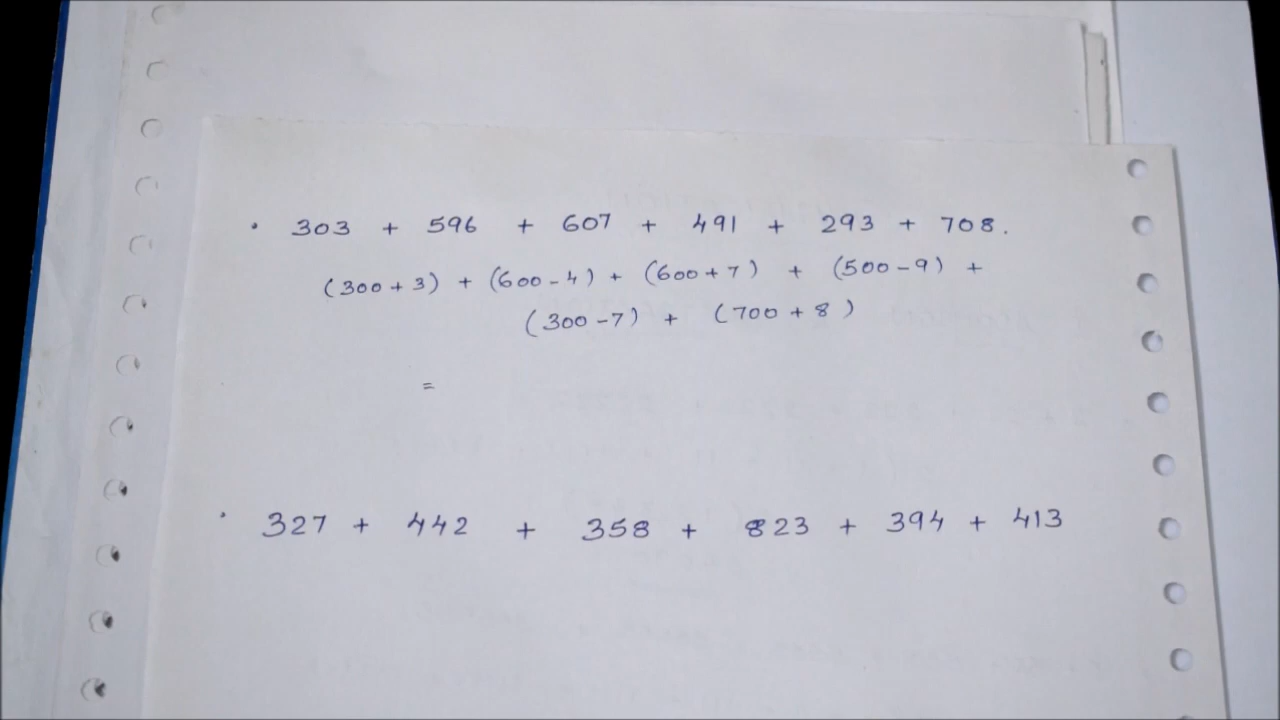 • 303 + 596 + 607 + 491 + 293 + 708.
(300 + 3) + (600 - 4) + (600 + 7) + (500 - 9) +
(300 - 7) + (700 + 8)
=
• 327 + 442 + 358 + 823 + 394 + 413